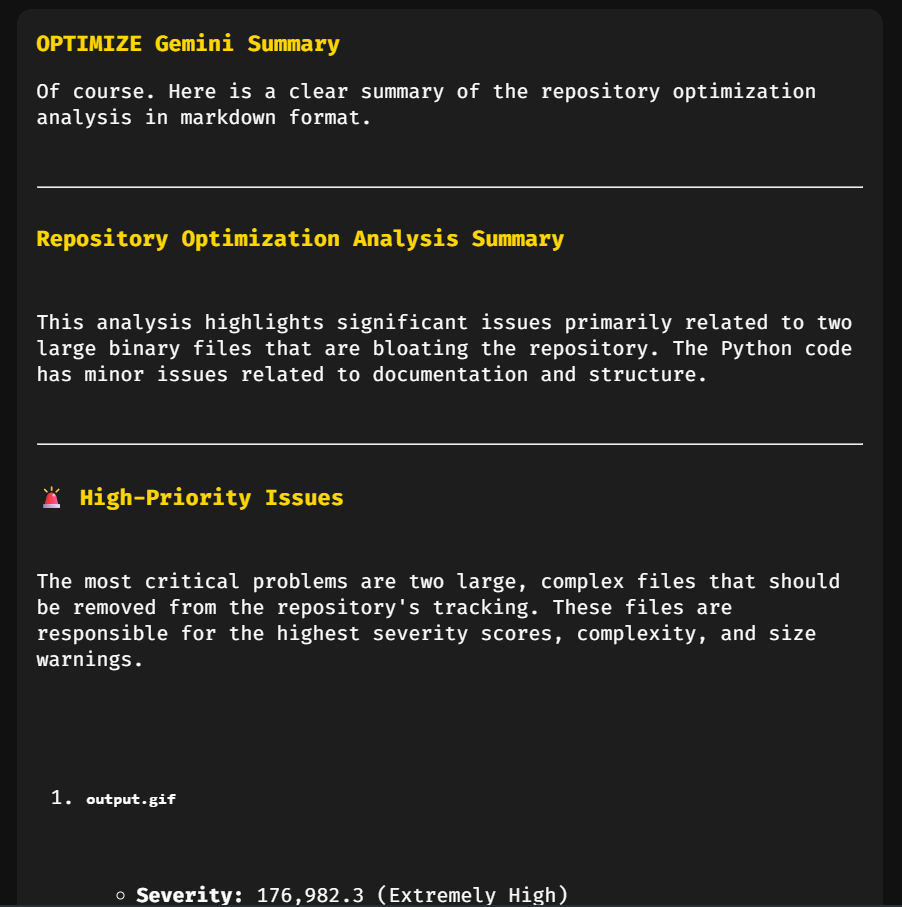 OPTIMIZE Gemini Summary
Of course. Here is a clear summary of the repository optimization
analysis in markdown format.
Repository Optimization Analysis Summary
This analysis highlights significant issues primarily related to two
large binary files that are bloating the repository. The Python code
has minor issues related to documentation and structure.
🚨 High-Priority Issues
The most critical problems are two large, complex files that should
be removed from the repository's tracking. These files are
responsible for the highest severity scores, complexity, and size
warnings.
1. output.gif
○ Severity: 176,982.3 (Extremely High)